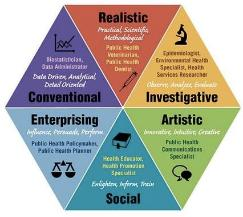 Realistic
Practical, Scientific,
Methodological
Public Health
Veterinarian,
Public Health
Dentist
Biostatistician,
Data Administrator
Data Driven, Analytical,
Detail Oriented
Conventional
Epidemiologist,
Environmental Health
Specialist, Health
Services Researcher
Observe, Analyze, Evaluate
Investigative
Enterprising
Influence, Persuade, Perform
Public Health Policymaker,
Public Health Planner
Artistic
Innovative, Intuitive, Creative
Public Health
Communications
Specialist
Health Educator,
Health Promotion
Specialist
Enlighten, Inform, Train
Social